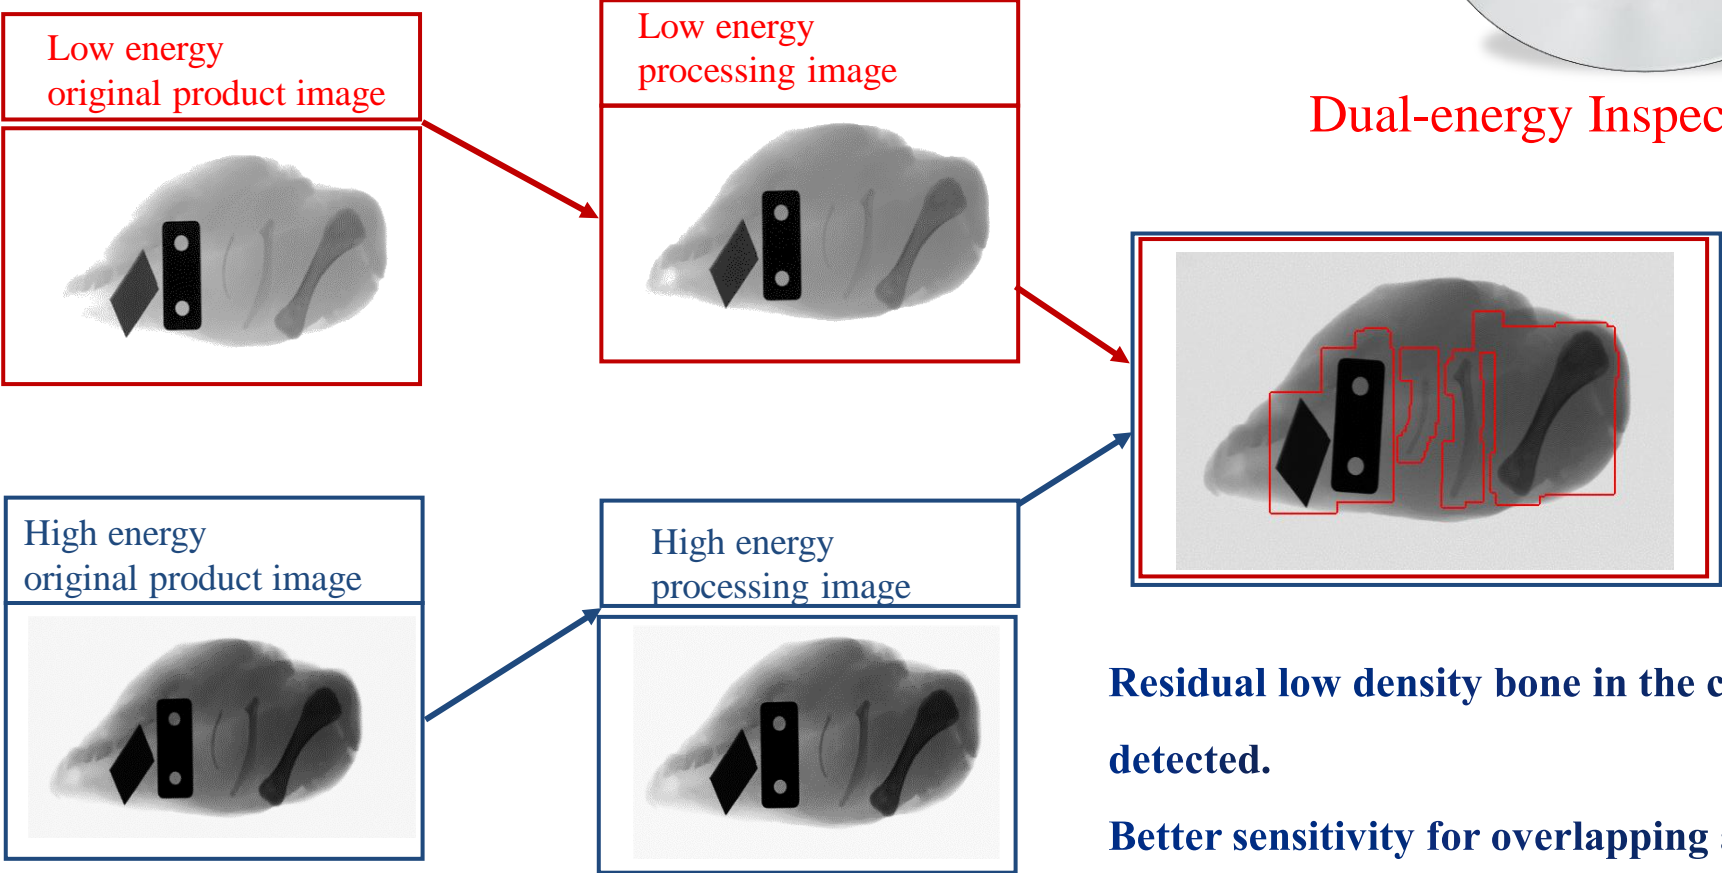 Low energy
original product image
Low energy
processing image
Dual-energy
High energy
original product image
High energy
processing image
Residual low density bone in the
detected.
Better sensitivity for overlapping